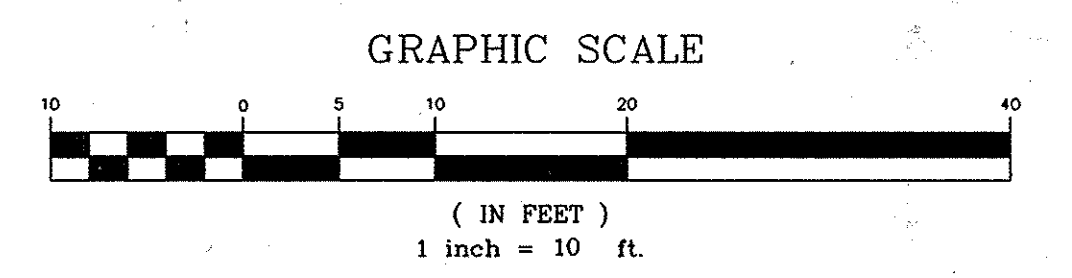 GRAPHIC SCALE
10 0 5 10 20 40
( IN FEET )
1 inch = 10 ft.